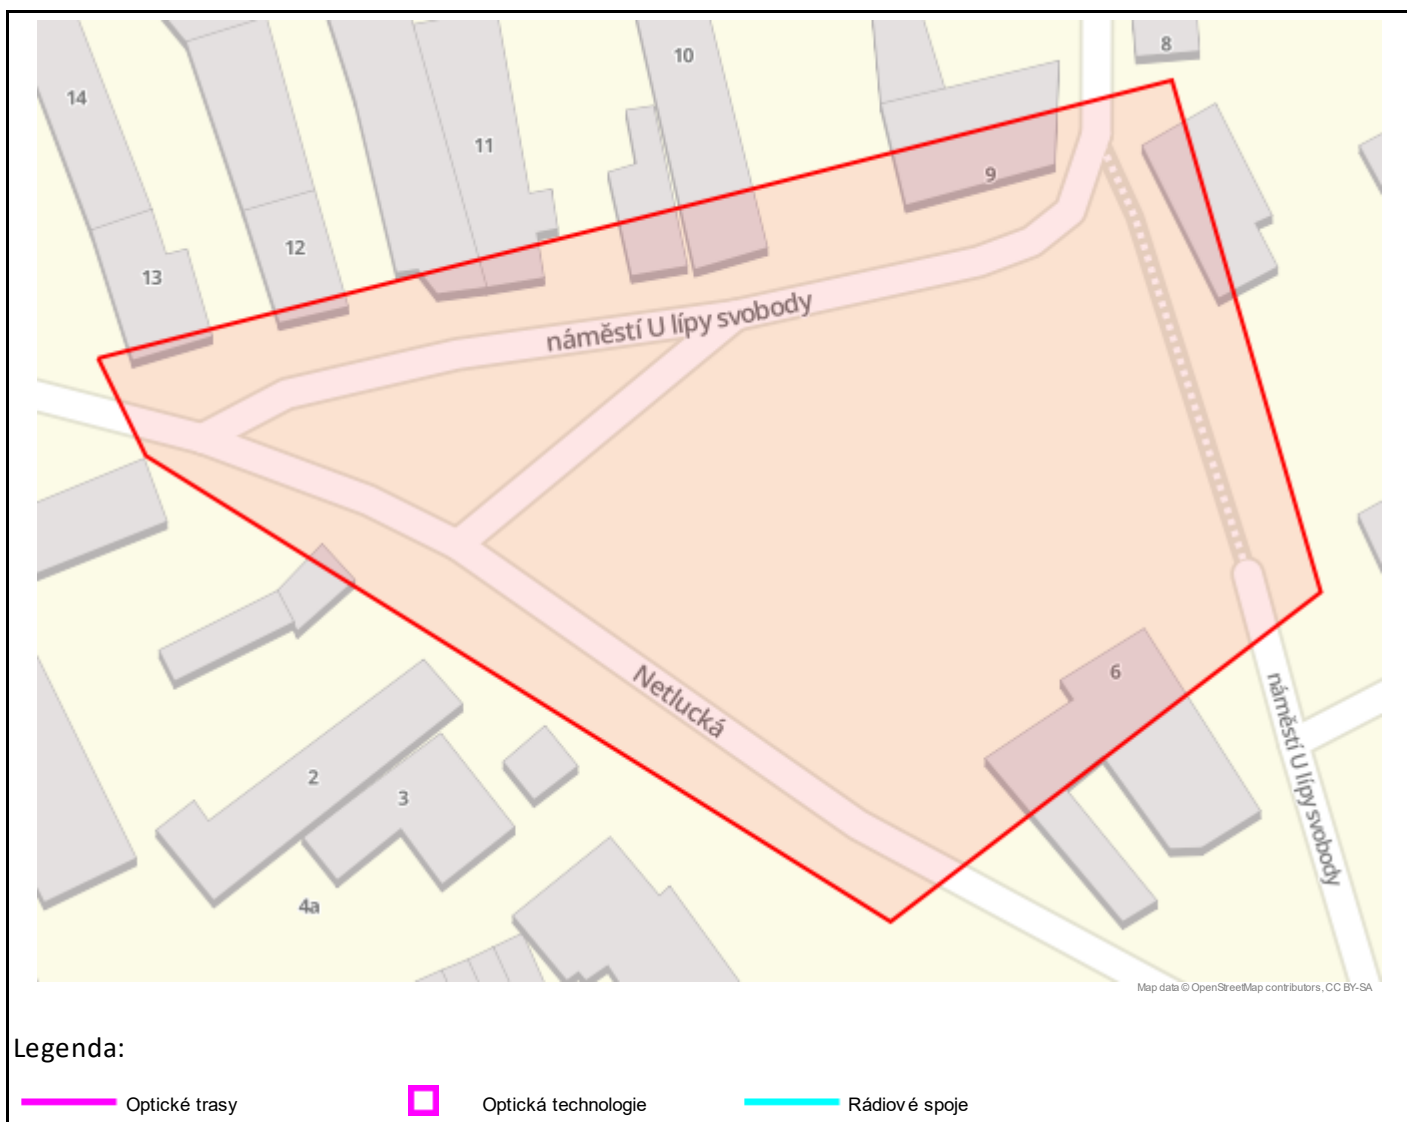 8
10
14
11
9
12
13
náměstí U lípy svobody
6
Netlucká
náměstí U lípy svobody
2
3
4a
Map data © OpenStreetMap contributors, CC BY-SA
Legenda:
Optické trasy Optická technologie Rádiové spoje